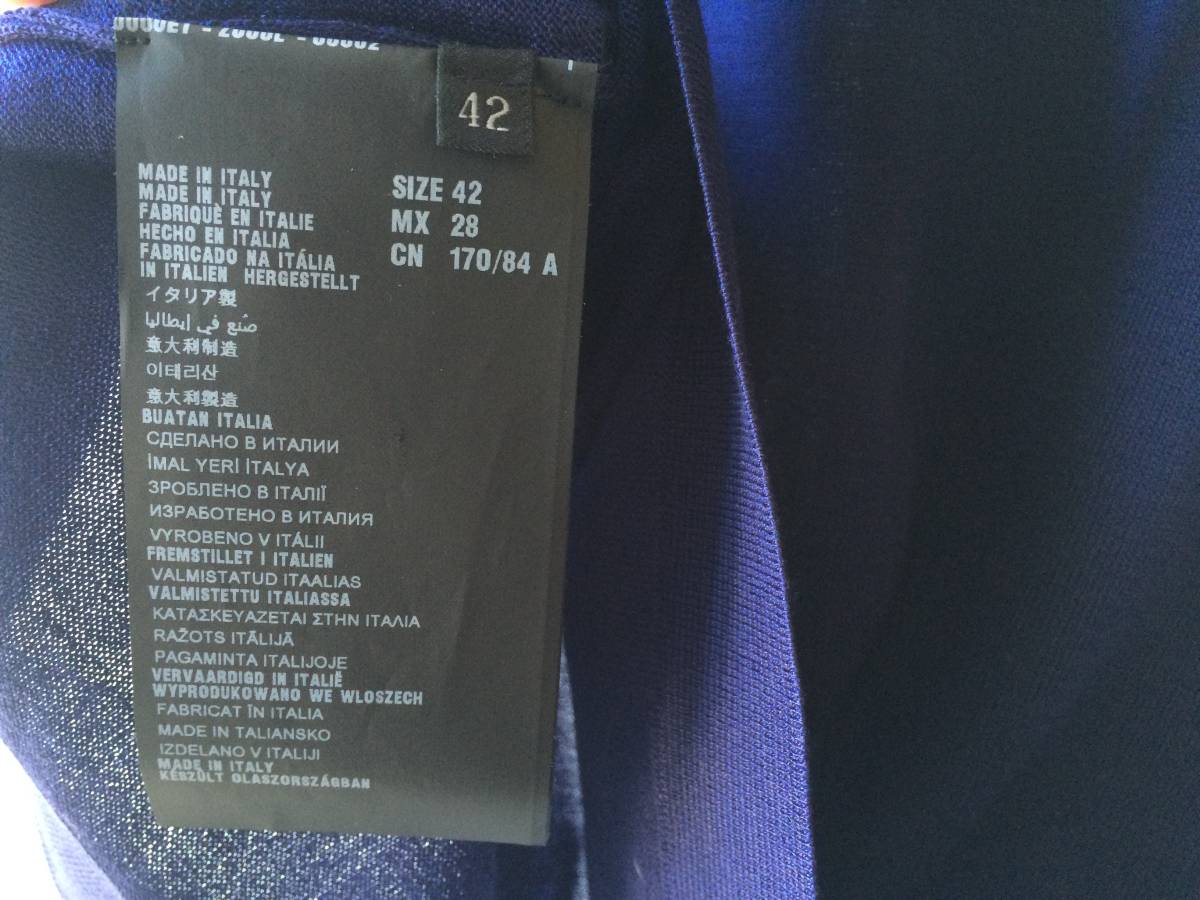 42
MADE IN ITALY
MADE IN ITALY
FABRIQUÈ EN ITALIE
HECHO EN ITALIA
FABRICADO NA ITÁLIA
IN ITALIEN HERGESTELLT
イタリア製
صُنع في إيطاليا
意大利制造
이테리산
意大利製造
BUATAN ITALIA
СДЕЛАНО В ИТАЛИИ
İMAL YERİ İTALYA
ЗРОБЛЕНО В ІТАЛІЇ
ИЗРАБОТЕНО В ИТАЛИЯ
VYROBENO V ITÁLII
FREMSTILLET I ITALIEN
VALMISTATUD ITAALIAS
VALMISTETTU ITALIASSA
ΚΑΤΑΣΚΕΥΑΖΕΤΑΙ ΣΤΗΝ ΙΤΑΛΙΑ
RAŽOTS ITĀLIJĀ
PAGAMINTA ITALIJOJE
VERVAARDIGD IN ITALIË
WYPRODUKOWANO WE WLOSZECH
FABRICAT ÎN ITALIA
MADE IN TALIANSKO
IZDELANO V ITALIJI
MADE IN ITALY
KÉSZÜLT OLASZORSZÁGBAN
SIZE 42
MX 28
CN 170/84 A